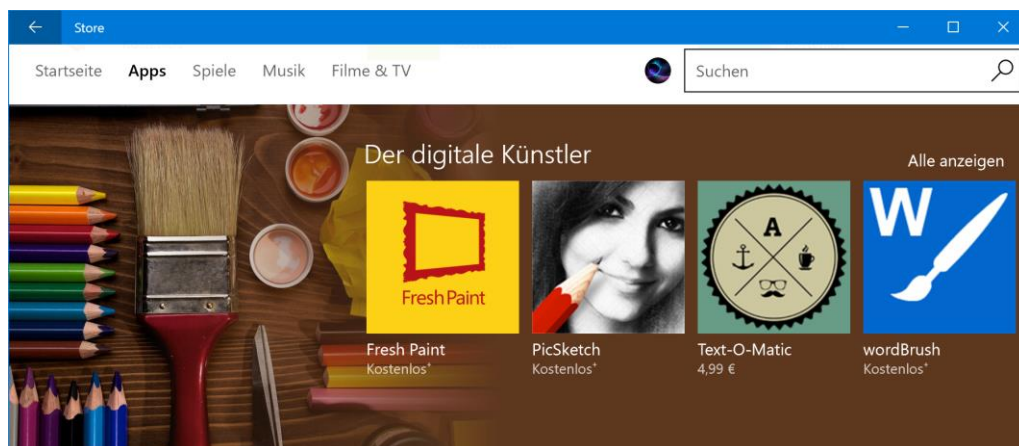 Store
Startseite Apps Spiele Musik Filme & TV Suchen
Der digitale Künstler
Alle anzeigen
Fresh Paint
A
W
Fresh Paint PicSketch Text-O-Matic wordBrush
Kostenlos* Kostenlos* 4,99 € Kostenlos*